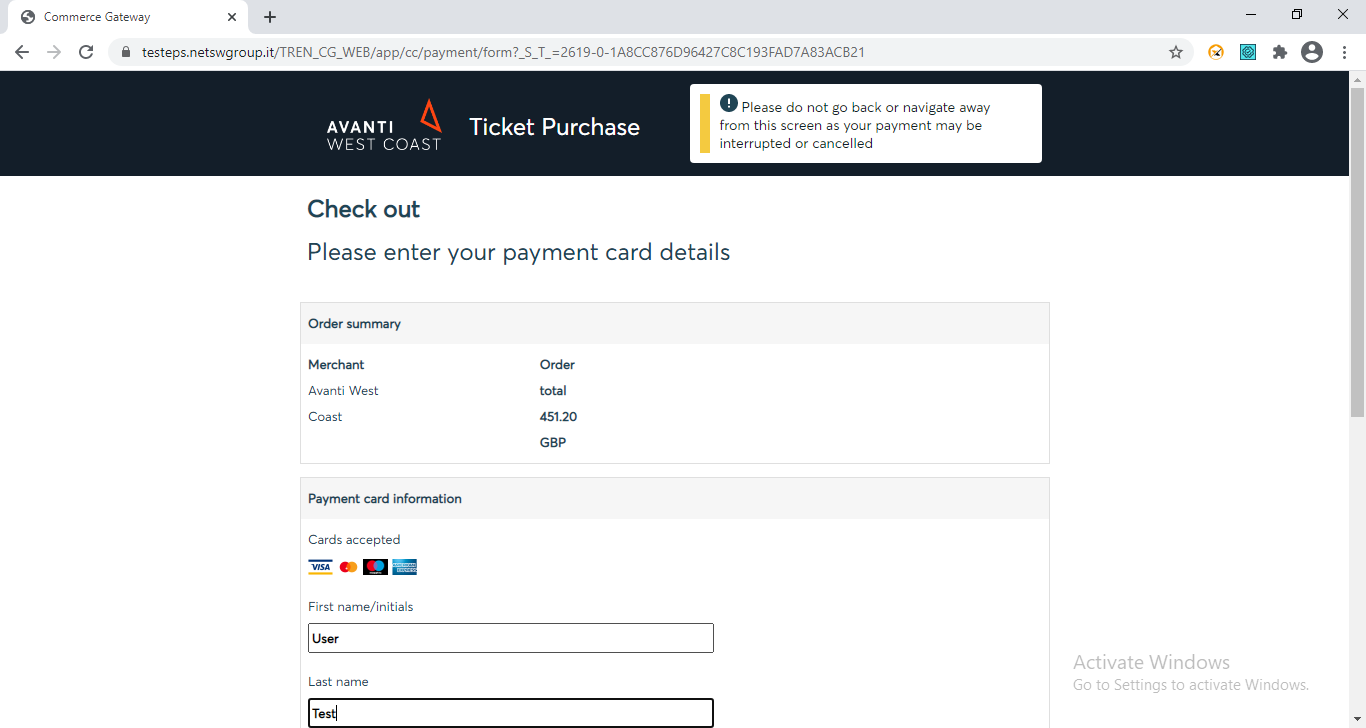 Commerce Gateway
testeps.netswgroup.it/TREN_CG_WEB/app/cc/payment/form?_S_T_=2619-0-1A8CC876D96427C8C193FAD7A83ACB21
AVANTI
WEST COAST
Ticket Purchase
Please do not go back or navigate away
from this screen as your payment may be
interrupted or cancelled
Check out
Please enter your payment card details
Order summary
Merchant
Avanti West
Coast
Order
total
451.20
GBP
Payment card information
Cards accepted
VISA
First name/initials
User
Last name
Test
Activate Windows
Go to Settings to activate Windows.